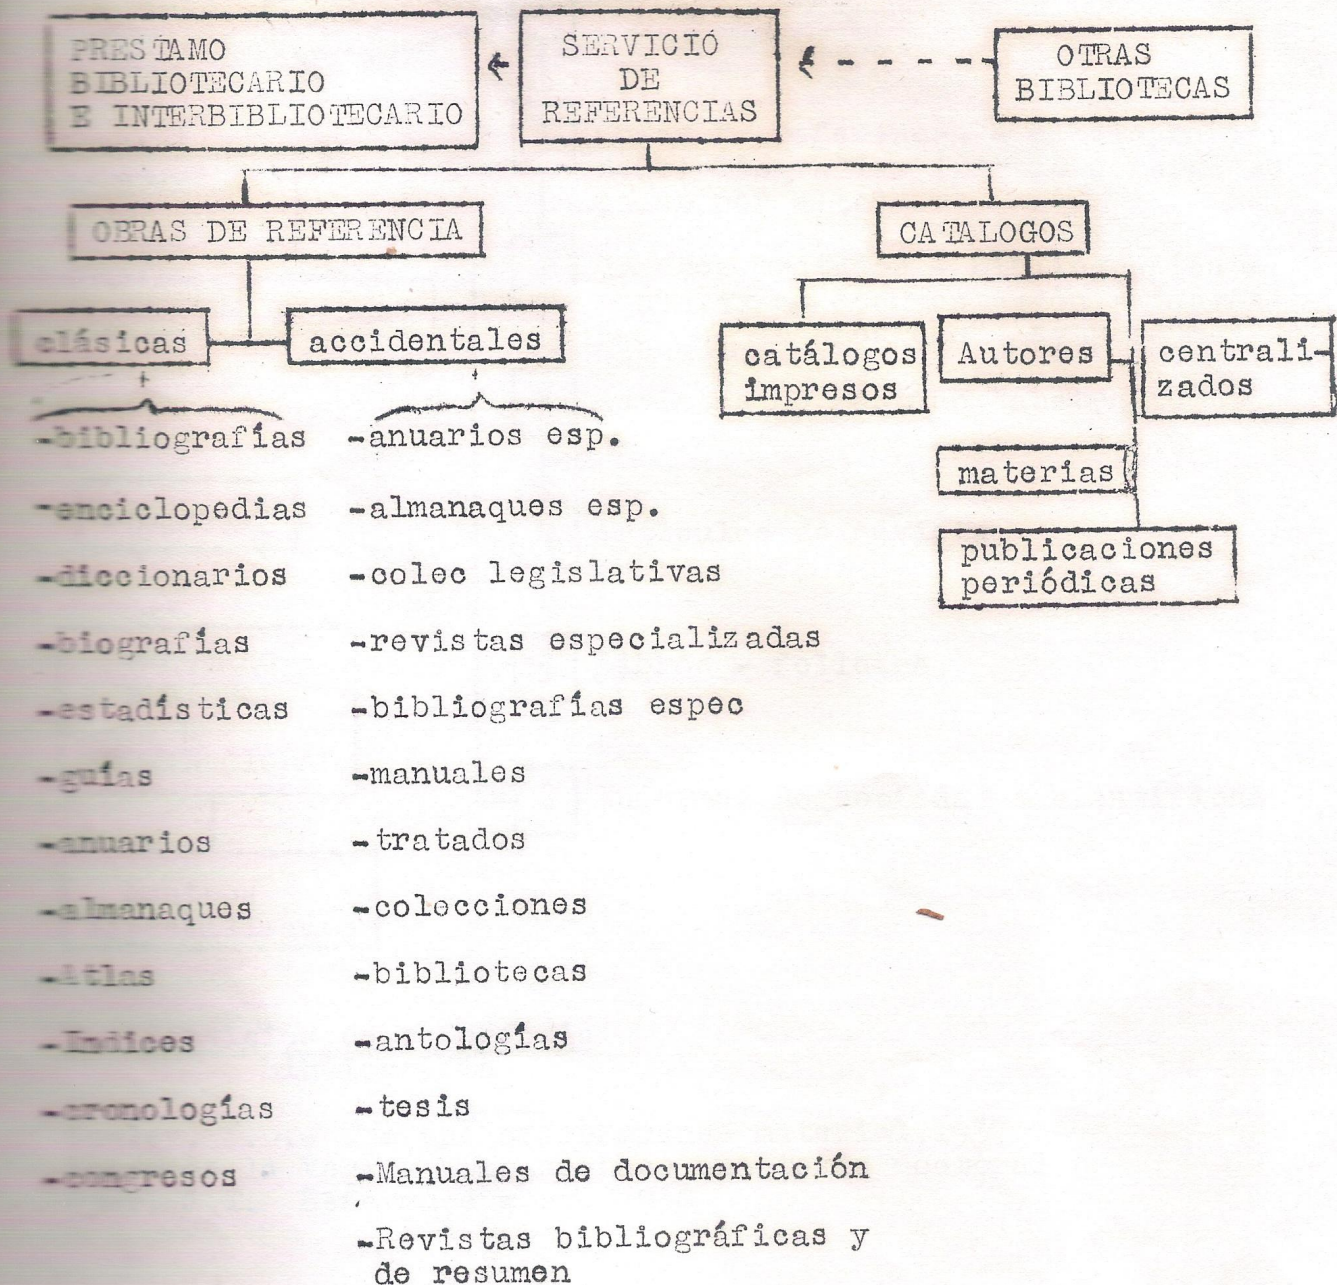 PRESTAMO
BIBLIOTECARIO
E INTERBIBLIOTECARIO
SERVICIO
DE
REFERENCIAS
OTRAS
BIBLIOTECAS
OBRAS DE REFERENCIA
CATALOGOS
clásicas
accidentales
catálogos
impresos
Autores
centrali-
zados
materias
publicaciones
periódicas
-bibliografías
-enciclopedias
-diccionarios
-biografías
-estadísticas
-guías
-anuarios
-almanaques
-Atlas
-Indices
-cronologías
-congresos
-anuarios esp.
-almanaques esp.
-colec legislativas
-revistas especializadas
-bibliografías espec
-manuales
-tratados
-colecciones
-bibliotecas
-antologías
-tesis
-Manuales de documentación
-Revistas bibliográficas y
de resumen